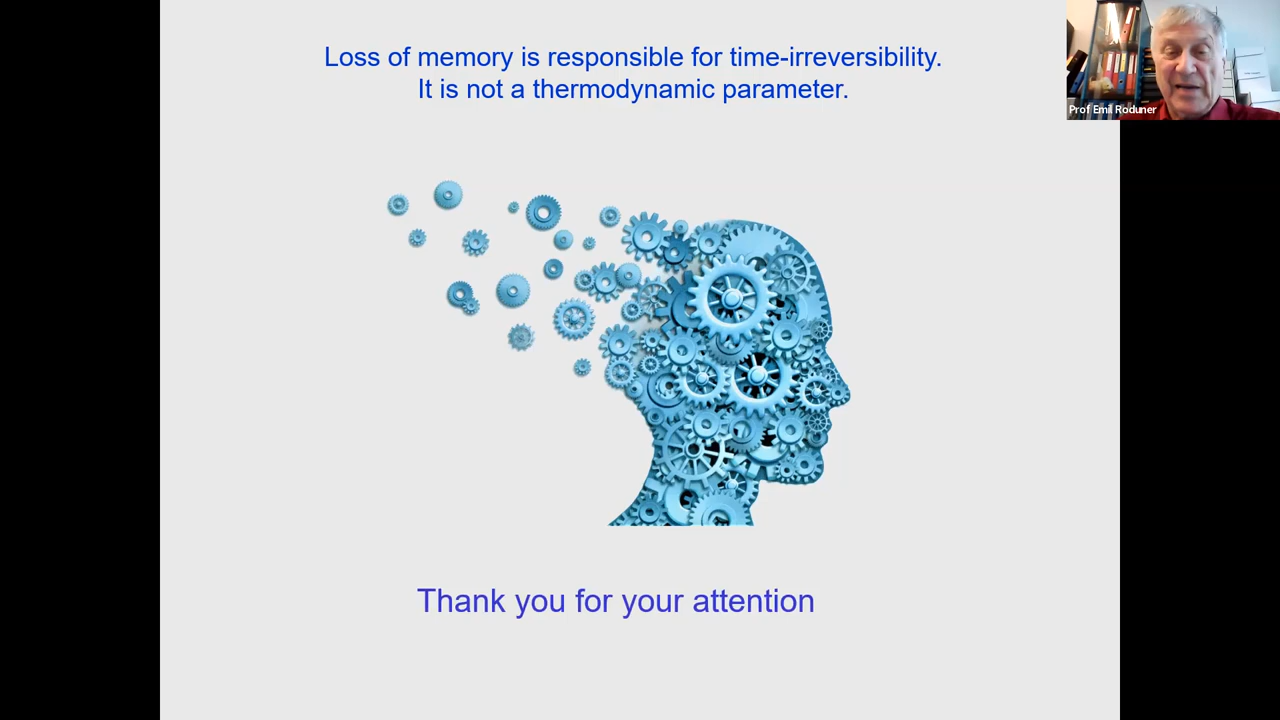 Loss of memory is responsible for time-irreversibility.
It is not a thermodynamic parameter.
Prof Emil Roduner
Thank you for your attention